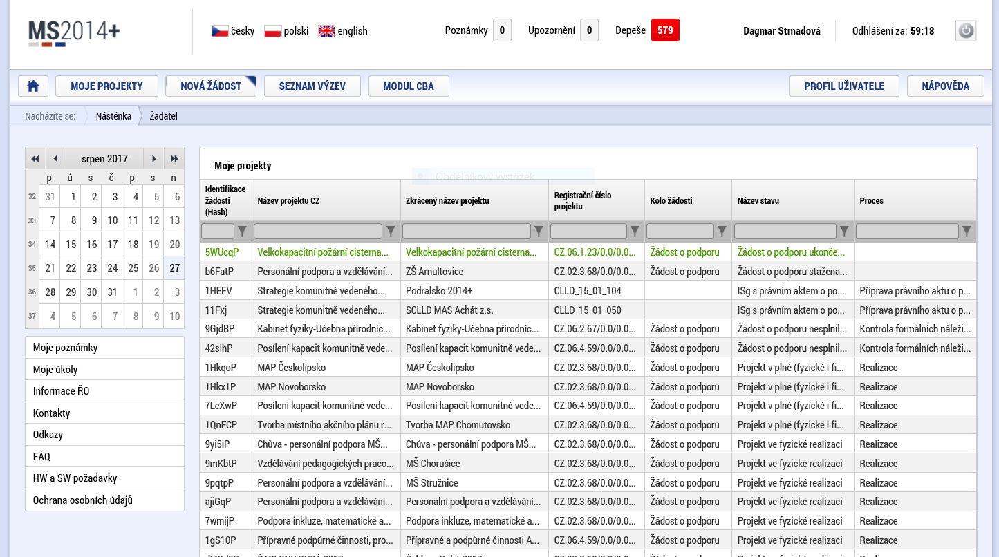 MS2014+
česky polski english
Poznámky 0 Upozornění 0 Depeše 579
Dagmar Strnadová Odhlášení za: 59:18
MOJE PROJEKTY NOVÁ ŽÁDOST SEZNAM VÝZEV MODUL CBA PROFIL UŽIVATELE NÁPOVĚDA
Nacházíte se: Nástěnka Žadatel
srpen 2017
p ú s č p s n
32 31 1 2 3 4 5 6
33 7 8 9 10 11 12 13
34 14 15 16 17 18 19 20
35 21 22 23 24 25 26 27
36 28 29 30 31 1 2 3
37 4 5 6 7 8 9 10
Moje poznámky
Moje úkoly
Informace ŘO
Kontakty
Odkazy
FAQ
HW a SW požadavky
Ochrana osobních údajů
Moje projekty
Obdélníkový výstřižek
Identifikace žádosti (Hash) Název projektu CZ Zkrácený název projektu Registrační číslo projektu Kolo žádosti Název stavu Proces
5WUcqP Velkokapacitní požární cisterna... Velkokapacitní požární cisterna... CZ.06.1.23/0.0/0.0... Žádost o podporu Žádost o podporu ukonče...
b6FatP Personální podpora a vzdělávání... ZŠ Arnultovice CZ.02.3.68/0.0/0.0... Žádost o podporu Žádost o podporu stažena...
1HEFV Strategie komunitně vedeného... Podralsko 2014+ CLLD_15_01_104 ISg s právním aktem o po... Příprava právního aktu o p...
11Fxj Strategie komunitně vedeného... SCLLD MAS Achát z.s. CLLD_15_01_050 ISg s právním aktem o po... Příprava právního aktu o p...
9GjdBP Kabinet fyziky-Učebna přírodníc... Kabinet fyziky-Učebna přírodníc... CZ.06.2.67/0.0/0.0... Žádost o podporu Žádost o podporu nesplnil... Kontrola formálních náleži...
42slhP Posílení kapacit komunitně vede... Posílení kapacit komunitně vede... CZ.06.4.59/0.0/0.0... Žádost o podporu Žádost o podporu nesplnil... Kontrola formálních náleži...
1HkqoP MAP Českolipsko MAP Českolipsko CZ.02.3.68/0.0/0.0... Žádost o podporu Projekt v plné (fyzické i fi... Realizace
1Hkx1P MAP Novoborsko MAP Novoborsko CZ.02.3.68/0.0/0.0... Žádost o podporu Projekt v plné (fyzické i fi... Realizace
7LeXwP Posílení kapacit komunitně vede... Posílení kapacit komunitně vede... CZ.06.4.59/0.0/0.0... Žádost o podporu Projekt v plné (fyzické i fi... Realizace
1QnFCP Tvorba místního akčního plánu r... Tvorba MAP Chomutovsko CZ.02.3.68/0.0/0.0... Žádost o podporu Projekt v plné (fyzické i fi... Realizace
9yi5iP Chůva - personální podpora MŠ... Chůva - personální podpora MŠ... CZ.02.3.68/0.0/0.0... Žádost o podporu Projekt ve fyzické realizaci Realizace
9mKbtP Vzdělávání pedagogických praco... MŠ Chorušice CZ.02.3.68/0.0/0.0... Žádost o podporu Projekt ve fyzické realizaci Realizace
9pqtpP Personální podpora a vzdělávání... MŠ Stružnice CZ.02.3.68/0.0/0.0... Žádost o podporu Projekt ve fyzické realizaci Realizace
ajiGqP Personální podpora a vzdělávání... Personální podpora a vzdělávání... CZ.02.3.68/0.0/0.0... Žádost o podporu Projekt ve fyzické realizaci Realizace
7wmijP Podpora inkluze, matematické a... Podpora inkluze, matematické a... CZ.02.3.68/0.0/0.0... Žádost o podporu Projekt ve fyzické realizaci Realizace
1gS10P Přípravné podpůrné činnosti, pro... Přípravné a podpůrné činnosti A... CZ.06.4.59/0.0/0.0... Žádost o podporu Projekt ve fyzické realizaci Realizace